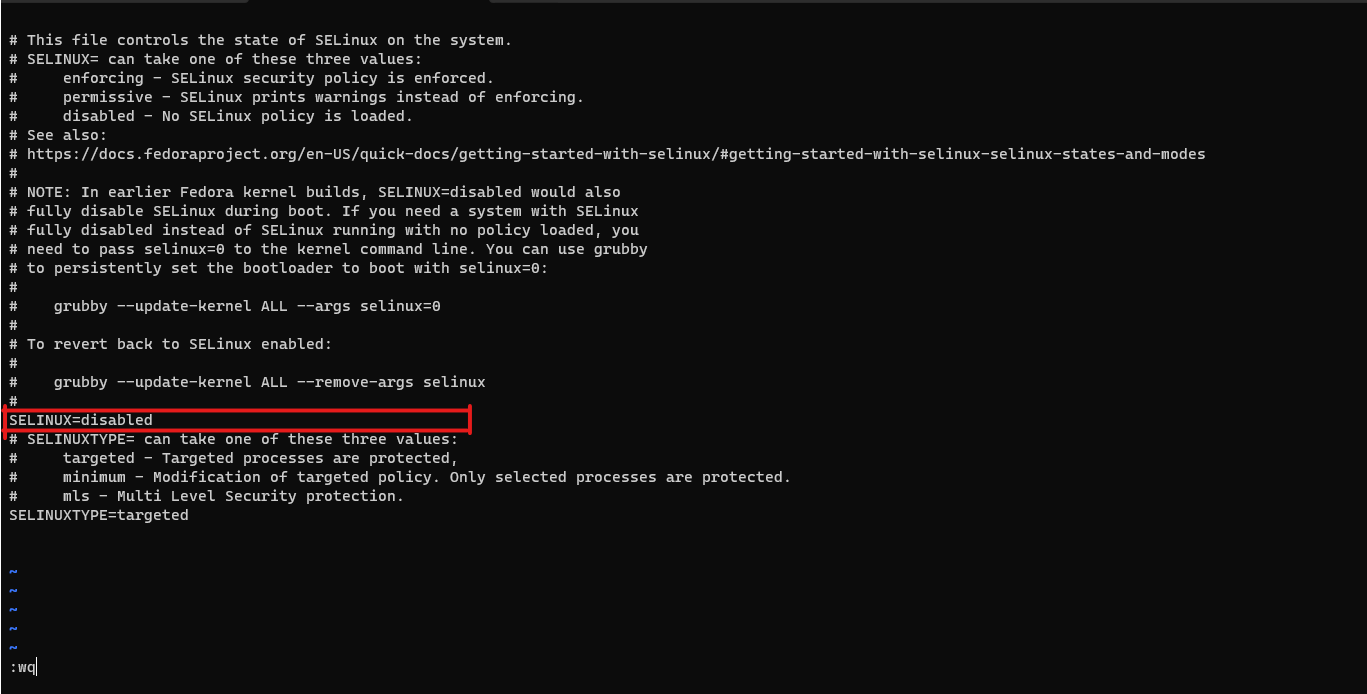 # This file controls the state of SELinux on the system.
# SELINUX= can take one of these three values:
#     enforcing - SELinux security policy is enforced.
#     permissive - SELinux prints warnings instead of enforcing.
#     disabled - No SELinux policy is loaded.
# See also:
# https://docs.fedoraproject.org/en-US/quick-docs/getting-started-with-selinux/#getting-started-with-selinux-selinux-states-and-modes
#
# NOTE: In earlier Fedora kernel builds, SELINUX=disabled would also
# fully disable SELinux during boot. If you need a system with SELinux
# fully disabled instead of SELinux running with no policy loaded, you
# need to pass selinux=0 to the kernel command line. You can use grubby
# to persistently set the bootloader to boot with selinux=0:
#
#    grubby --update-kernel ALL --args selinux=0
#
# To revert back to SELinux enabled:
#
#    grubby --update-kernel ALL --remove-args selinux
#
SELINUX=disabled
# SELINUXTYPE= can take one of these three values:
#     targeted - Targeted processes are protected,
#     minimum - Modification of targeted policy. Only selected processes are protected.
#     mls - Multi Level Security protection.
SELINUXTYPE=targeted
~
~
~
~
~
:wq